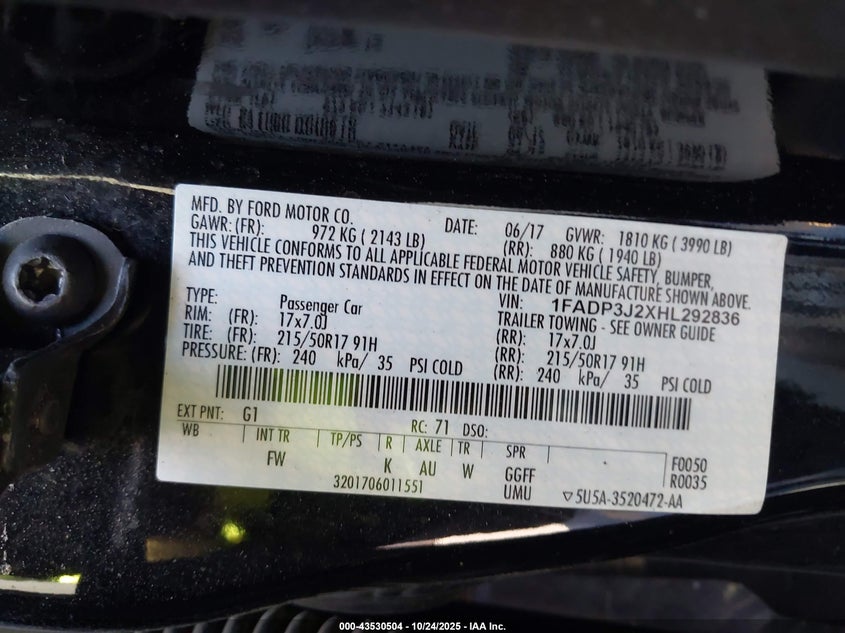 MFD. BY FORD MOTOR CO. DATE: 06/17 GVWR: 1810 KG ( 3990 LB)
GAWR: (FR): 972 KG ( 2143 LB) (RR): 880 KG ( 1940 LB)
THIS VEHICLE CONFORMS TO ALL APPLICABLE FEDERAL MOTOR VEHICLE SAFETY, BUMPER,
AND THEFT PREVENTION STANDARDS IN EFFECT ON THE DATE OF MANUFACTURE SHOWN ABOVE.
VIN: 1FADP3J2XHL292836
TYPE: Passenger Car TRAILER TOWING - SEE OWNER GUIDE
RIM: (FR): 17x7.0J (RR): 17x7.0J
TIRE: (FR): 215/50R17 91H (RR): 215/50R17 91H
PRESSURE: (FR): 240 kPa/ 35 PSI COLD (RR): 240 kPa/ 35 PSI COLD
EXT PNT: G1 RC: 71 DSO:
WB INT TR TP/PS R AXLE TR SPR F0050
FW K AU W GGFF R0035
3201706011551 UMU ▽5U5A-3520472-AA
000-43530504 - 10/24/2025 - IAA Inc.